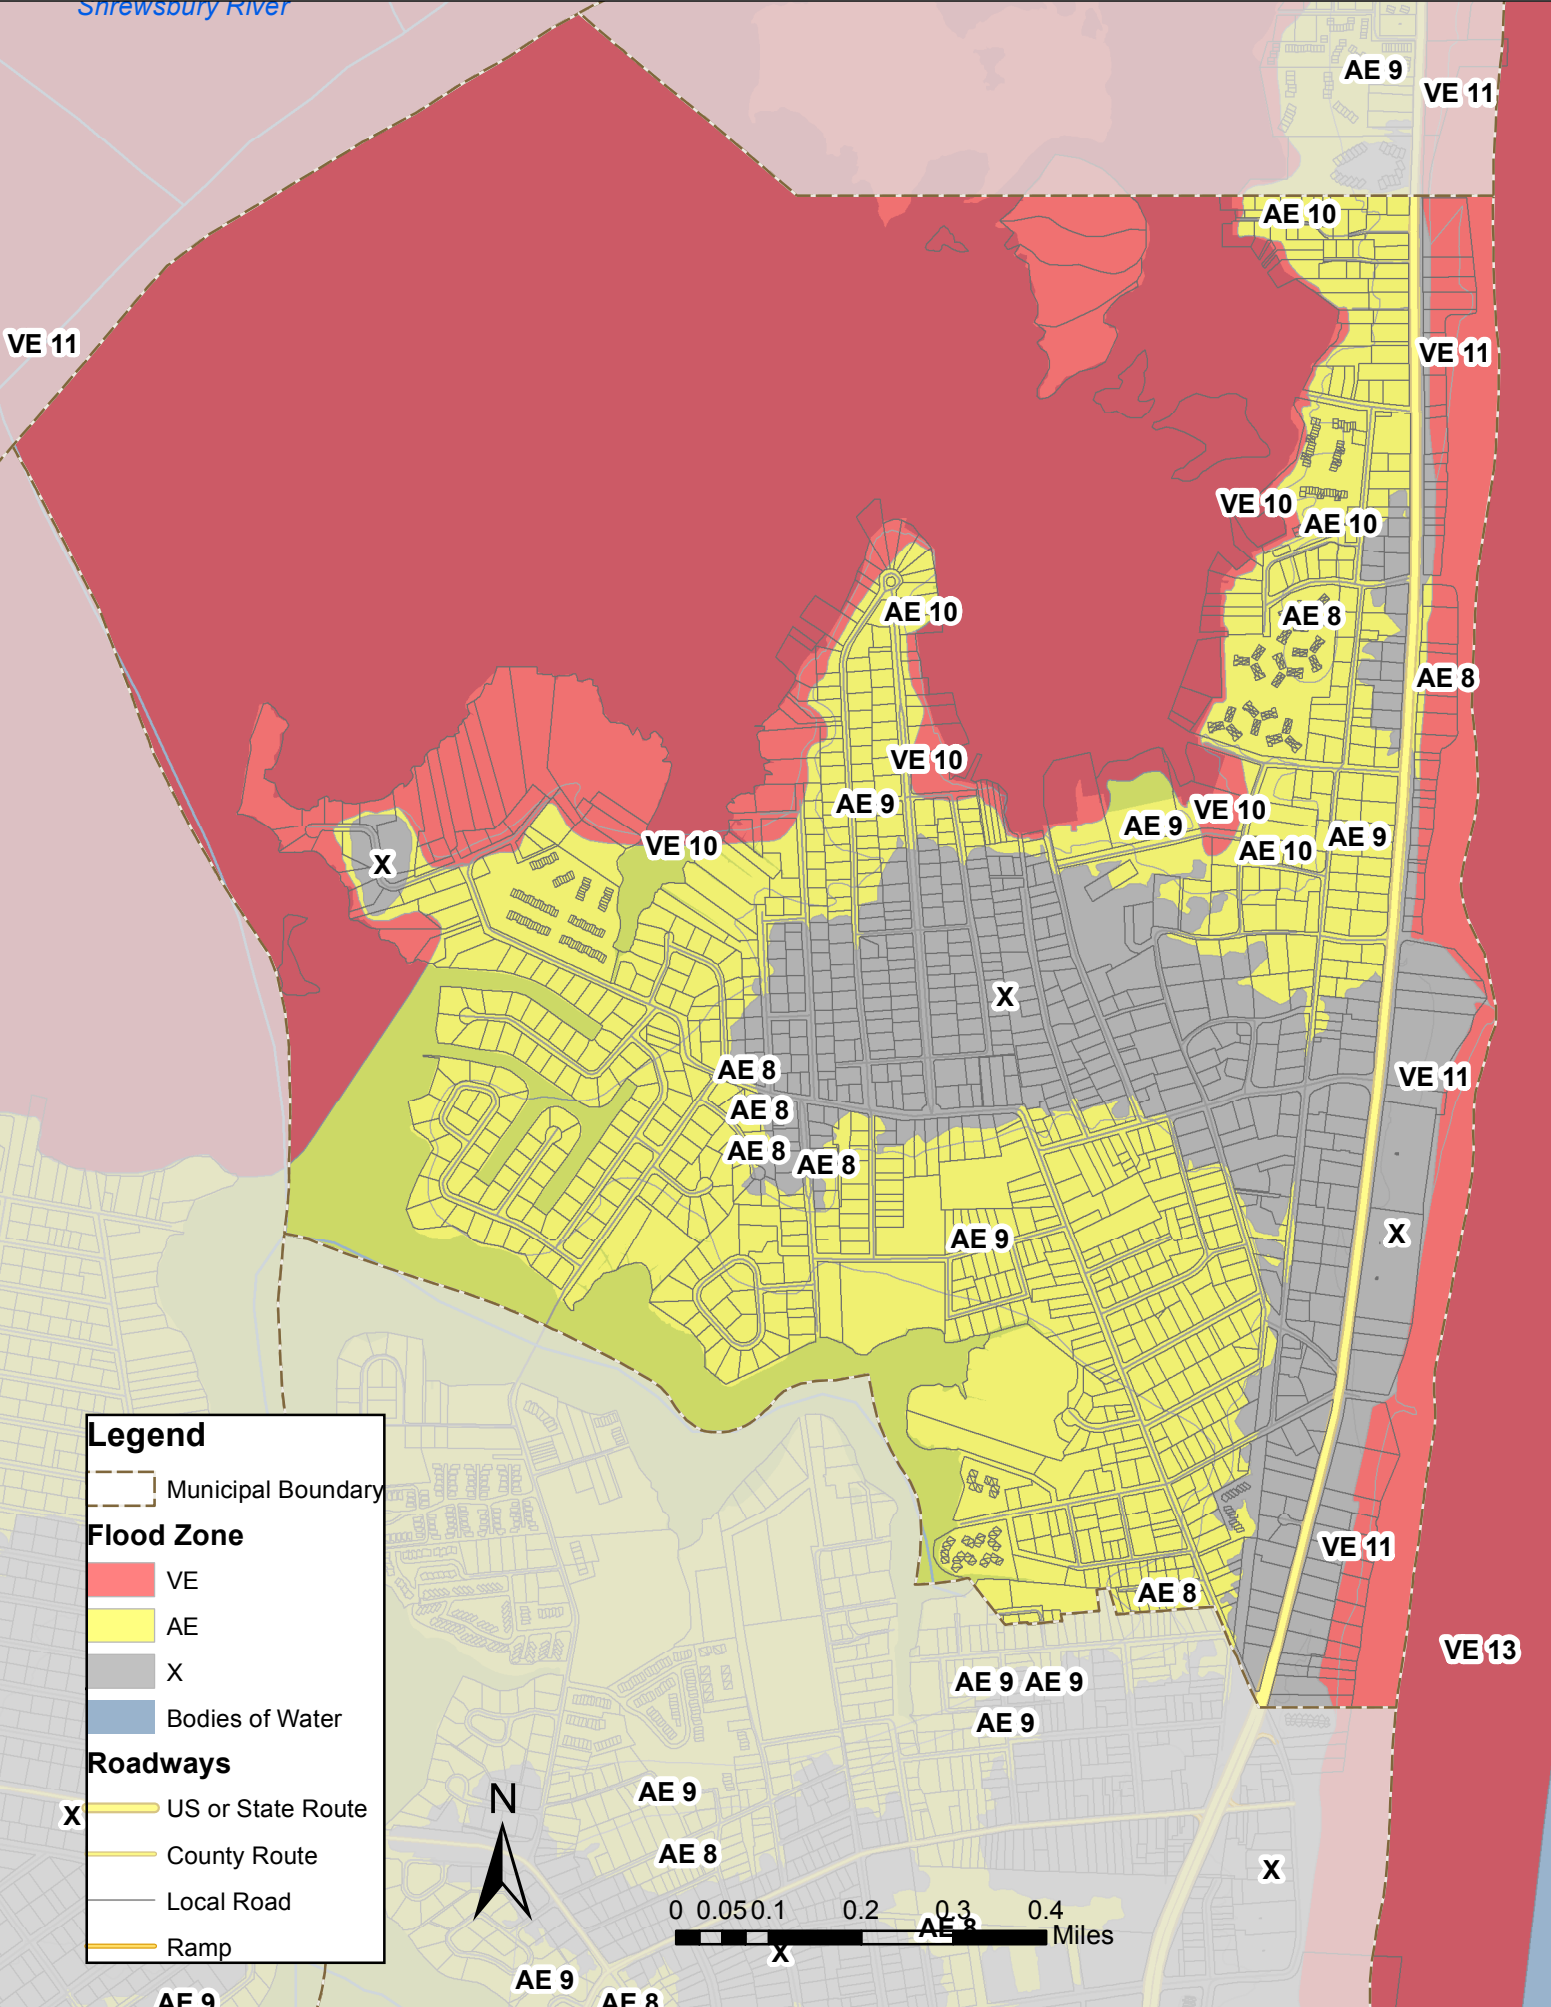 Shrewsbury River
AE 9
VE 11
AE 10
VE 11
VE 11
VE 10
AE 10
AE 10
AE 8
AE 8
VE 10
AE 9
VE 10
AE 9
AE 9
VE 10
AE 10
X
X
AE 8
VE 11
AE 8
AE 8
AE 8
X
AE 9
Legend
Municipal Boundary
Flood Zone
VE
AE
X
Bodies of Water
Roadways
US or State Route
County Route
Local Road
Ramp
VE 11
AE 8
VE 13
AE 9
AE 9
AE 9
N
AE 9
X
AE 8
X
0 0.05 0.1 0.2 0.3 0.4
Miles
AE 8
X
AE 9
AE 9
AE 8